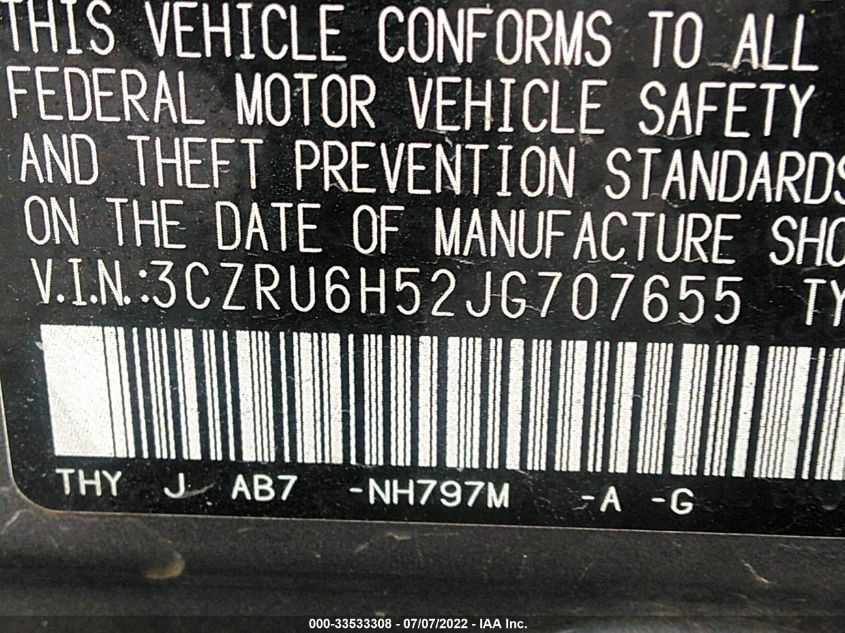 THIS VEHICLE CONFORMS TO ALL
FEDERAL MOTOR VEHICLE SAFETY
AND THEFT PREVENTION STANDARDS
ON THE DATE OF MANUFACTURE SHO
V.I.N.:3CZRU6H52JG707655 TY
THY J AB7 -NH797M -A -G
000-33533308 - 07/07/2022 - IAA Inc.